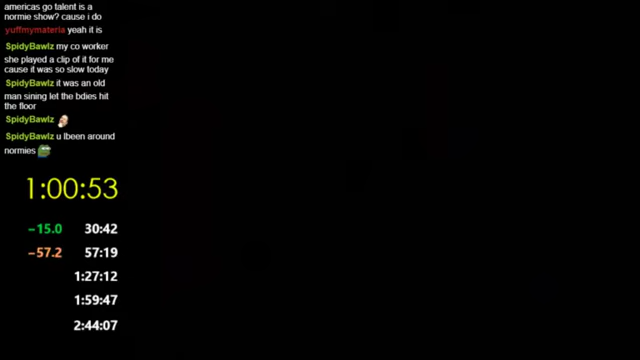 americas go talent is a
normie show? cause i do
yuffmymateria yeah it is
SpidyBawlz my co worker
she played a clip of it for me
cause it was so slow today
SpidyBawlz it was an old
man sining let the bdies hit
the floor
SpidyBawlz
SpidyBawlz u lbeen around
normies
1:00:53
-15.0 30:42
-57.2 57:19
1:27:12
1:59:47
2:44:07